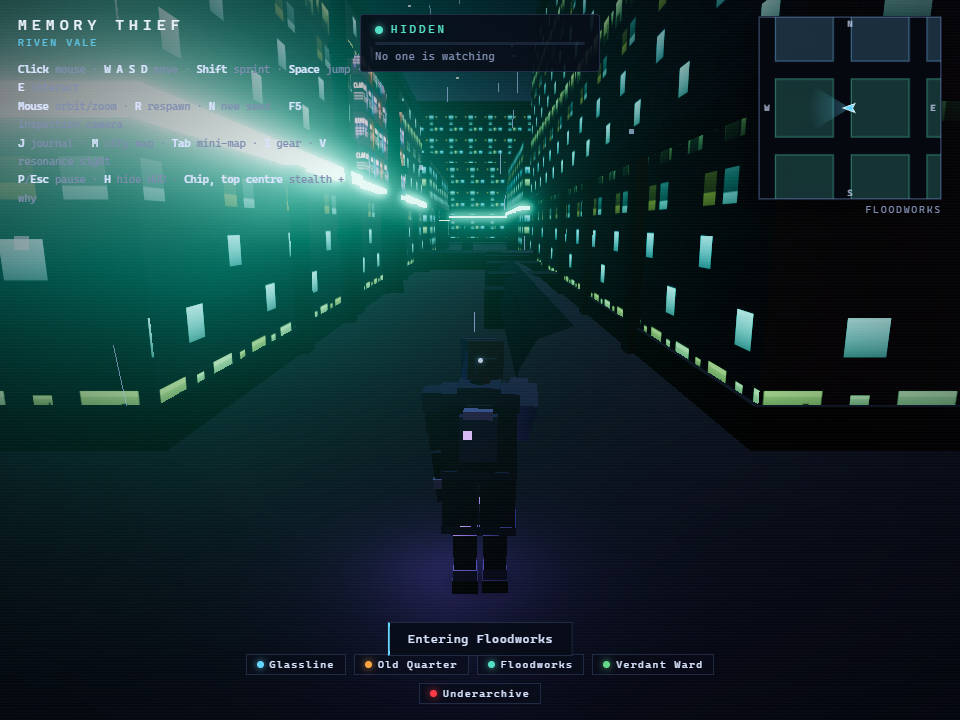 MEMORY THIEF
RIVEN VALE
Click mouse · W A S D move · Shift sprint · Space jump ·
E interact
Mouse orbit/zoom · R respawn · N new seed · F5
J journal · M map · Tab mini-map · gear · V
resonance sight
P/Esc pause · H hide · Chip, top centre stealth +
why
HIDDEN
No one is watching
N
W
E
S
FLOODWORKS
Entering Floodworks
Glassline
Old Quarter
Floodworks
Verdant Ward
Underarchive